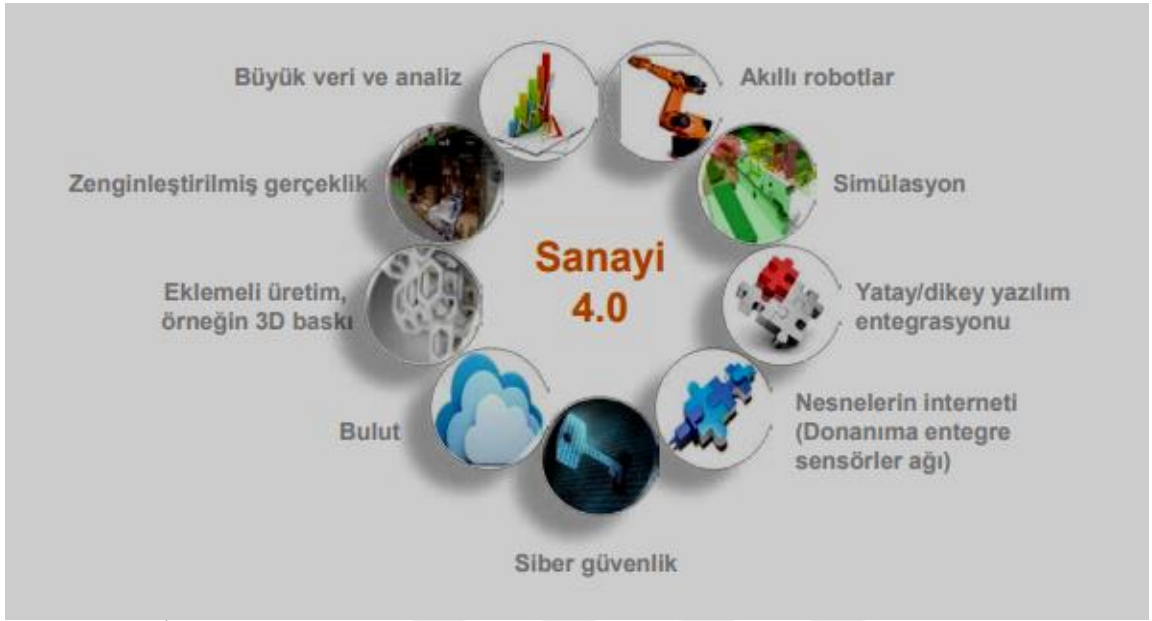 Büyük veri ve analiz
Akıllı robotlar
Zenginleştirilmiş gerçeklik
Simülasyon
Sanayi
4.0
Eklemeli üretim,
örneğin 3D baskı
Yatay/dikey yazılım
entegrasyonu
Bulut
Nesnelerin interneti
(Donanıma entegre
sensörler ağı)
Siber güvenlik